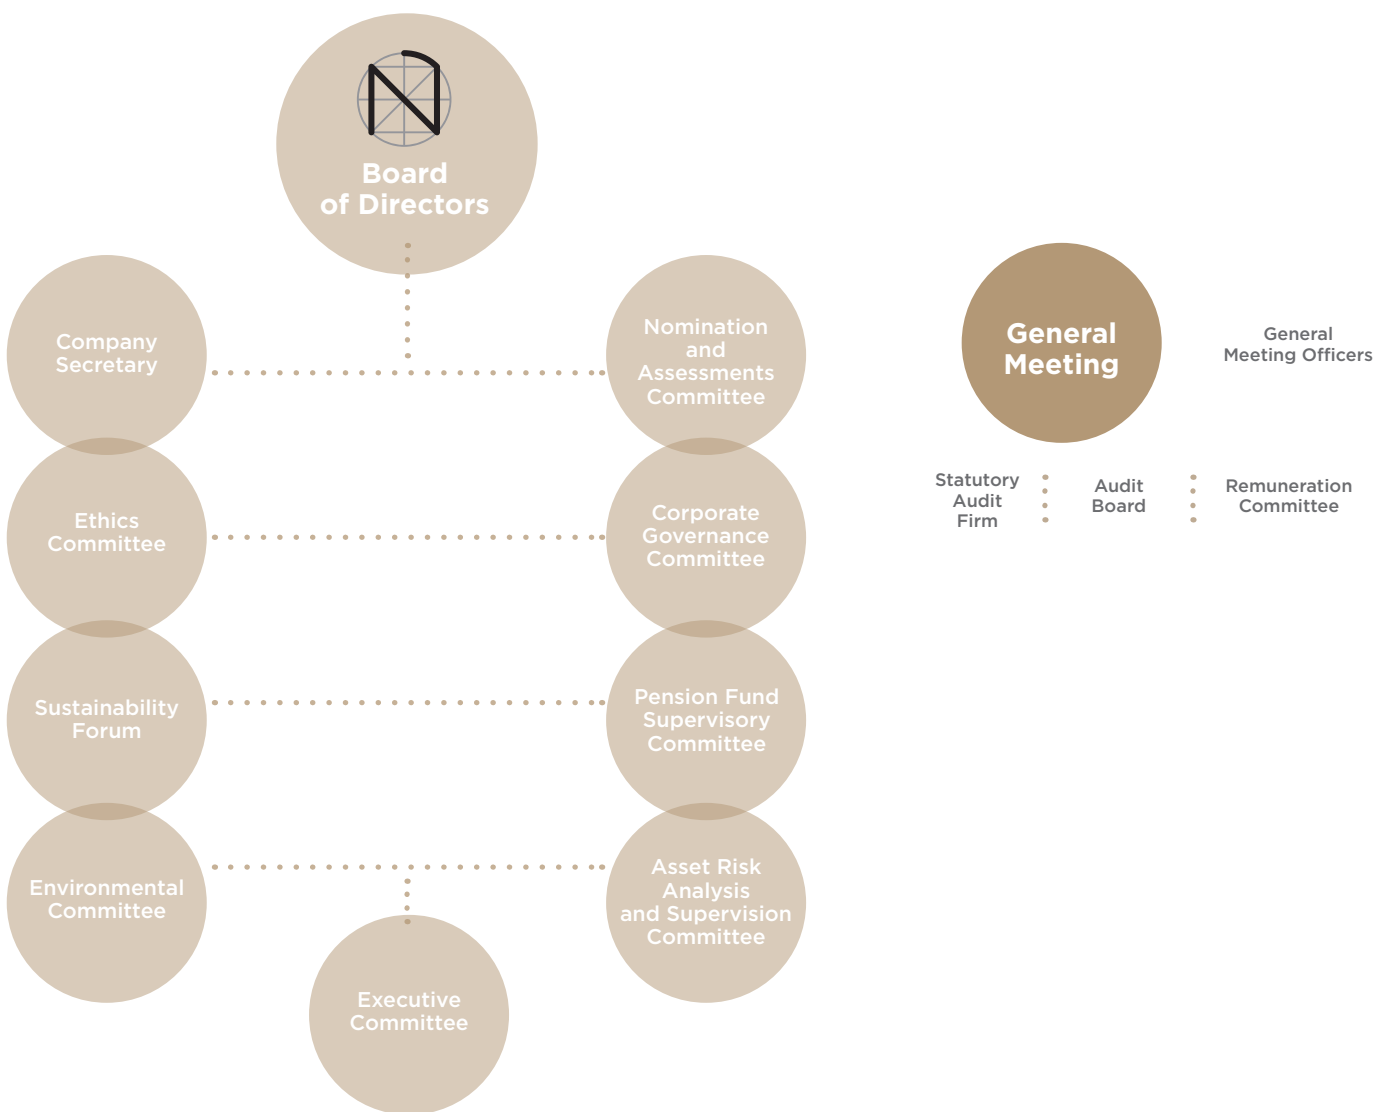 Board
of Directors
Company
Secretary
Nomination
and
Assessments
Committee
Ethics
Committee
Corporate
Governance
Committee
Sustainability
Forum
Pension Fund
Supervisory
Committee
Environmental
Committee
Asset Risk
Analysis
and Supervision
Committee
Executive
Committee
General
Meeting
General
Meeting Officers
Statutory
Audit
Firm
Audit
Board
Remuneration
Committee